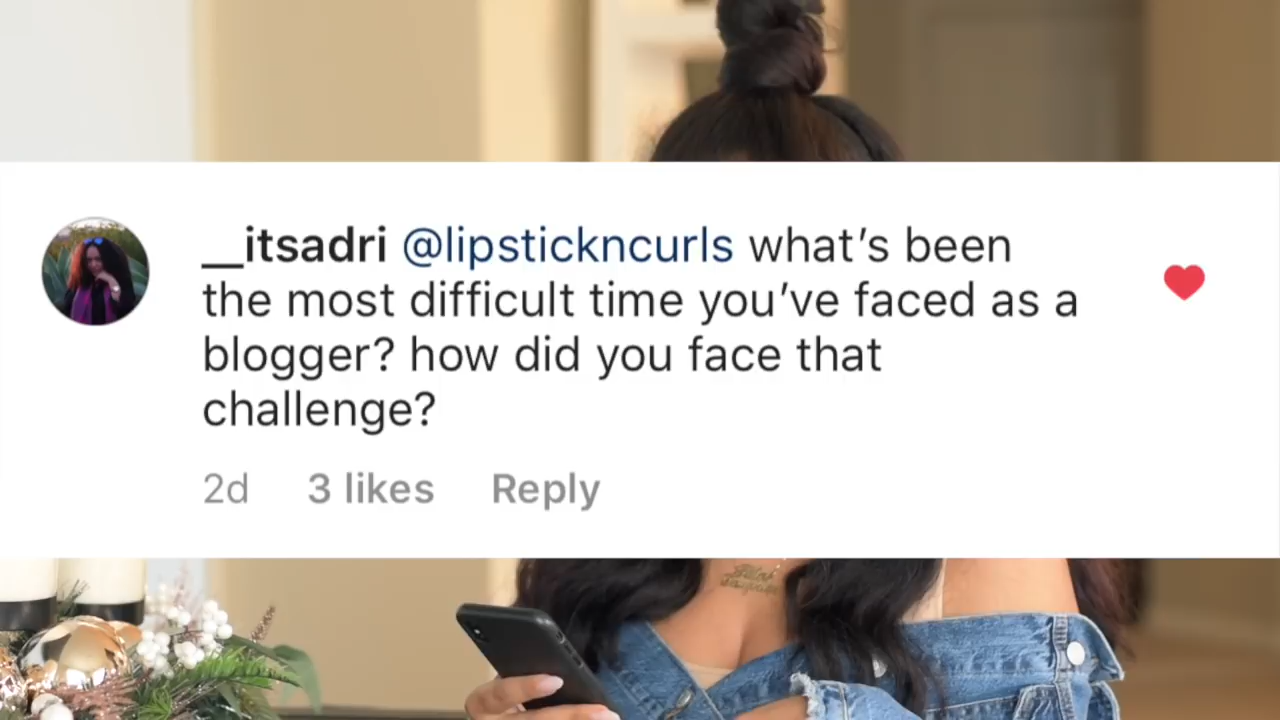 __itsadri @lipstickncurls what's been
the most difficult time you've faced as a
blogger? how did you face that
challenge?
2d 3 likes Reply